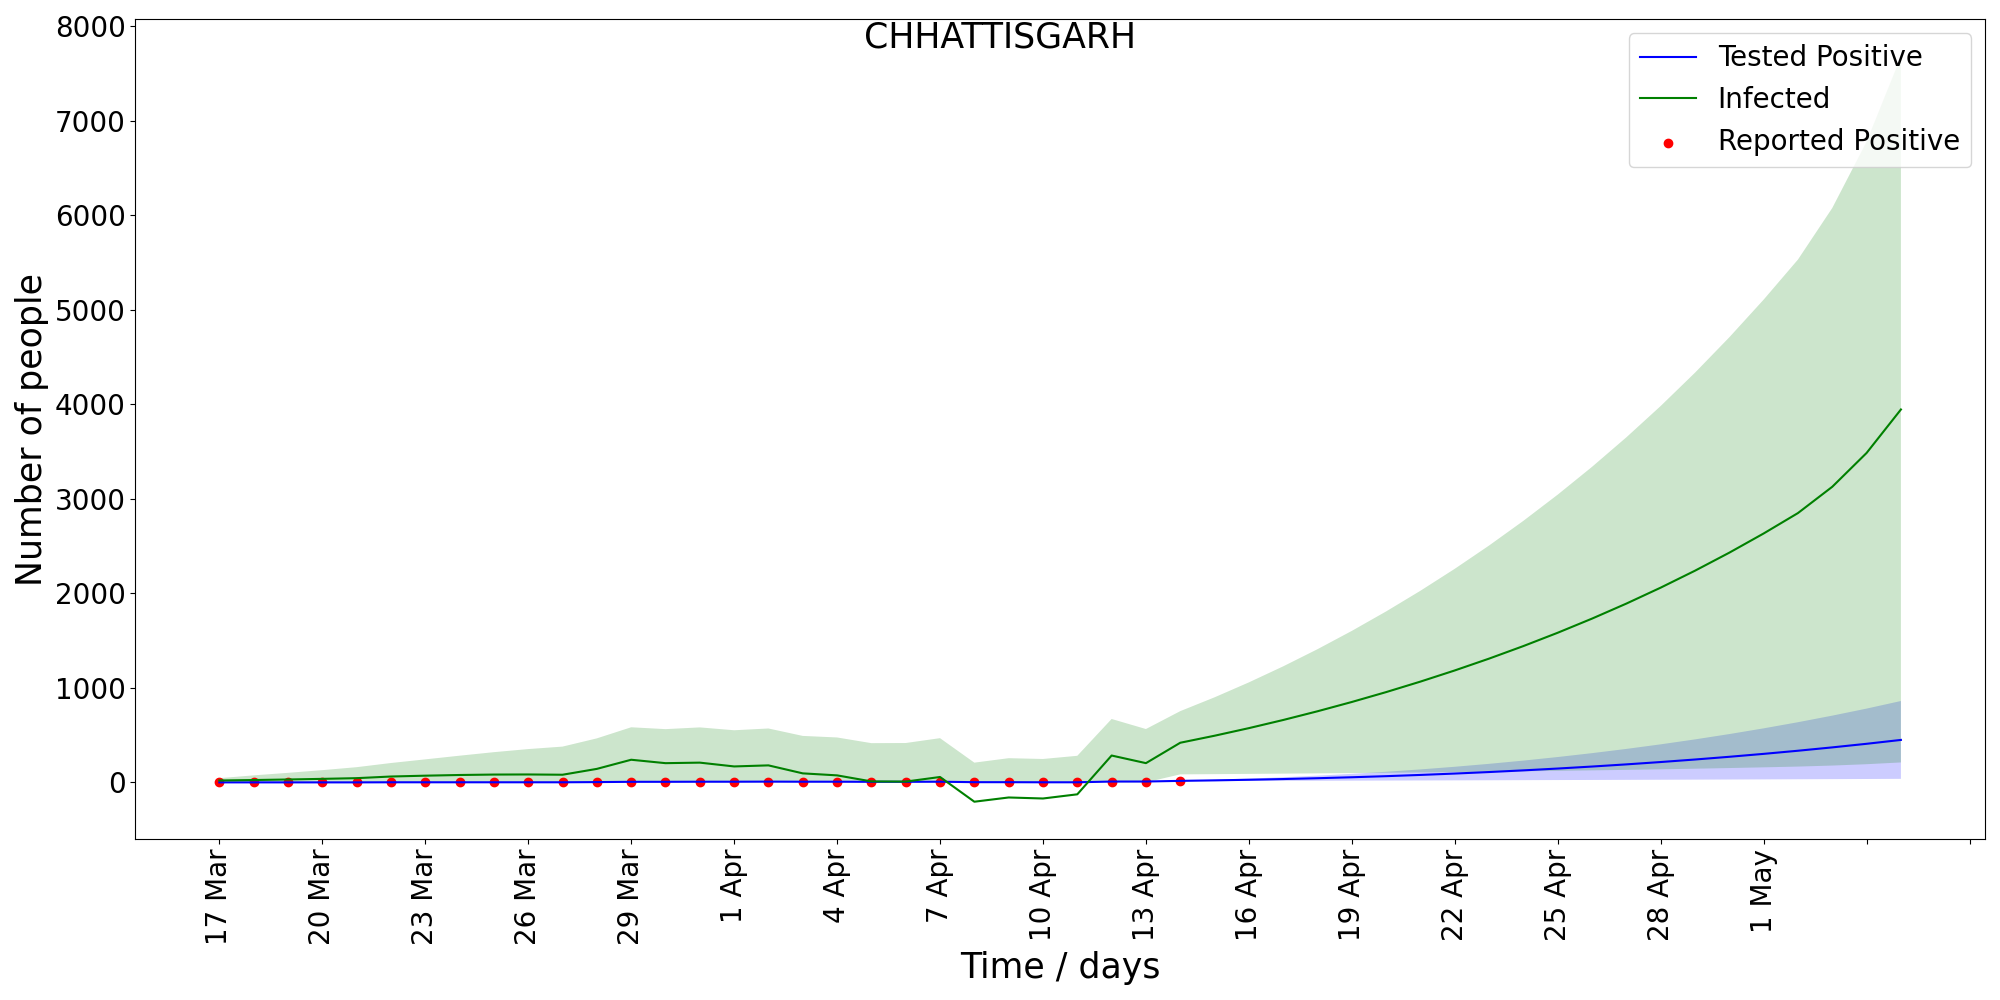 CHHATTISGARH
Tested Positive
Infected
Reported Positive
Number of people
8000
7000
6000
5000
4000
3000
2000
1000
0
17 Mar
20 Mar
23 Mar
26 Mar
29 Mar
1 Apr
4 Apr
7 Apr
10 Apr
13 Apr
16 Apr
19 Apr
22 Apr
25 Apr
28 Apr
1 May
Time / days